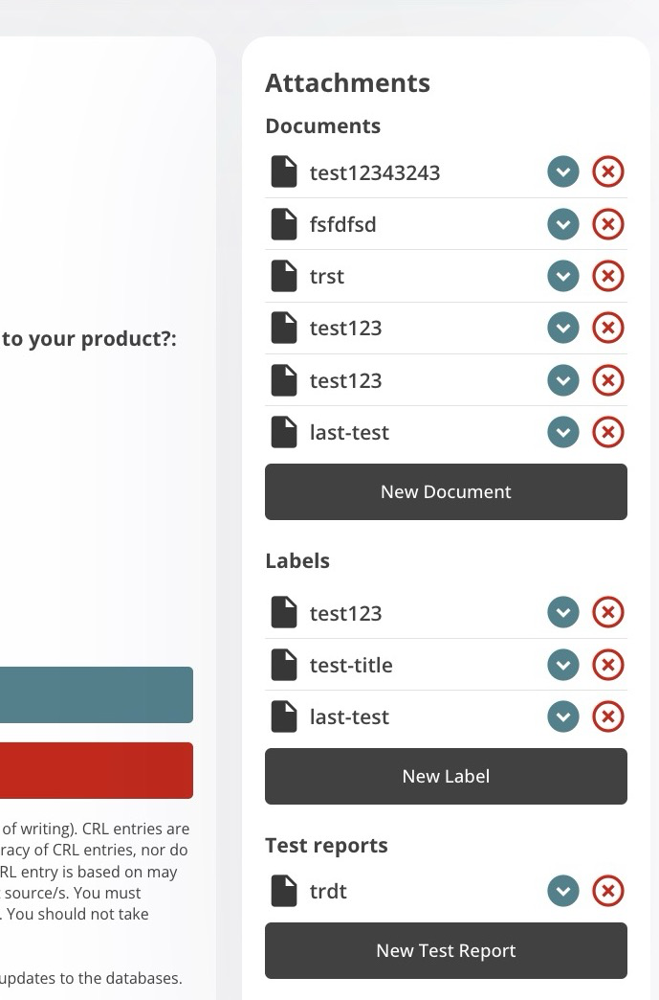 to your product?:
of writing). CRL entries are
racy of CRL entries, nor do
RL entry is based on may
source/s. You must
. You should not take
updates to the databases.
Attachments
Documents
test12343243
fsfdfsd
trst
test123
test123
last-test
New Document
Labels
test123
test-title
last-test
New Label
Test reports
trdt
New Test Report